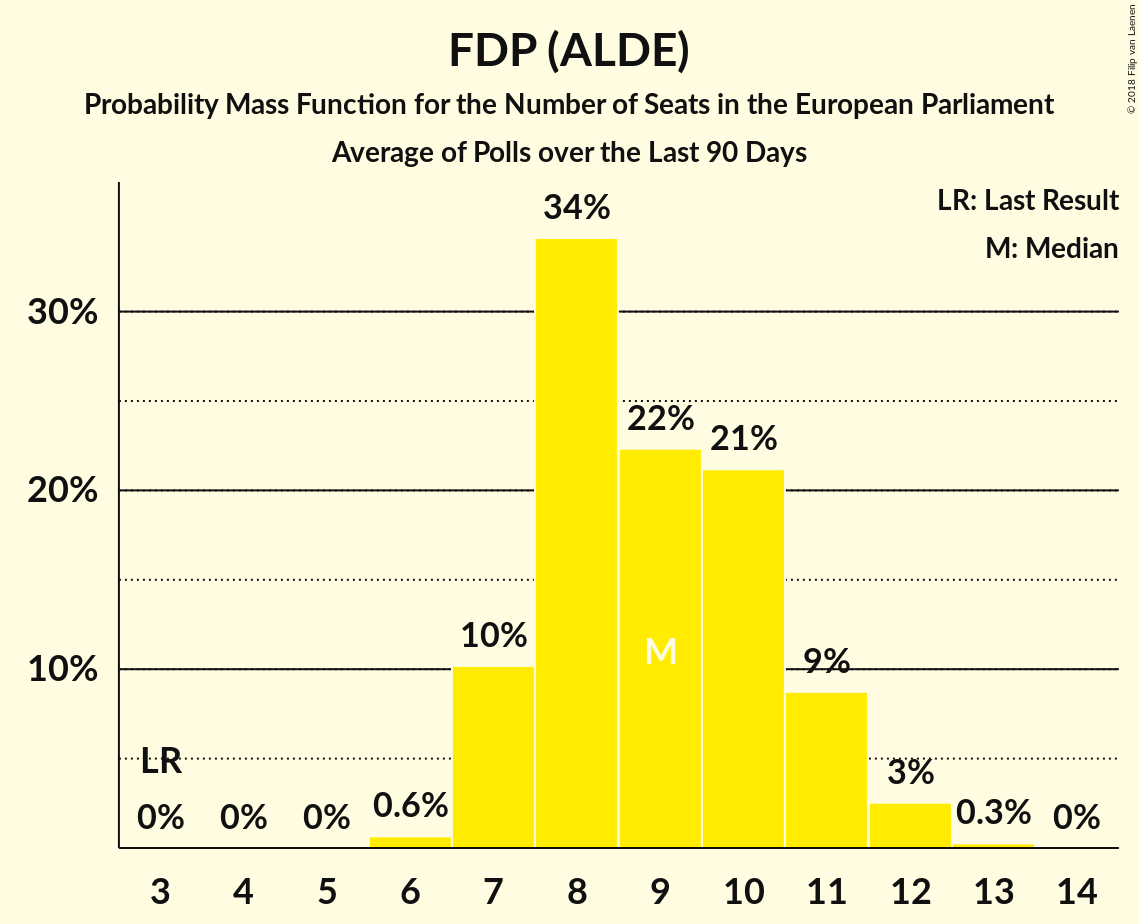 FDP (ALDE)
Probability Mass Function for the Number of Seats in the European Parliament
Average of Polls over the Last 90 Days
© 2018 Filip van Laenen
LR: Last Result
M: Median
34%
30%
22%
21%
20%
10%
M
10%
9%
LR
3%
0%
0%
0%
0.6%
0.3%
0%
3 4 5 6 7 8 9 10 11 12 13 14